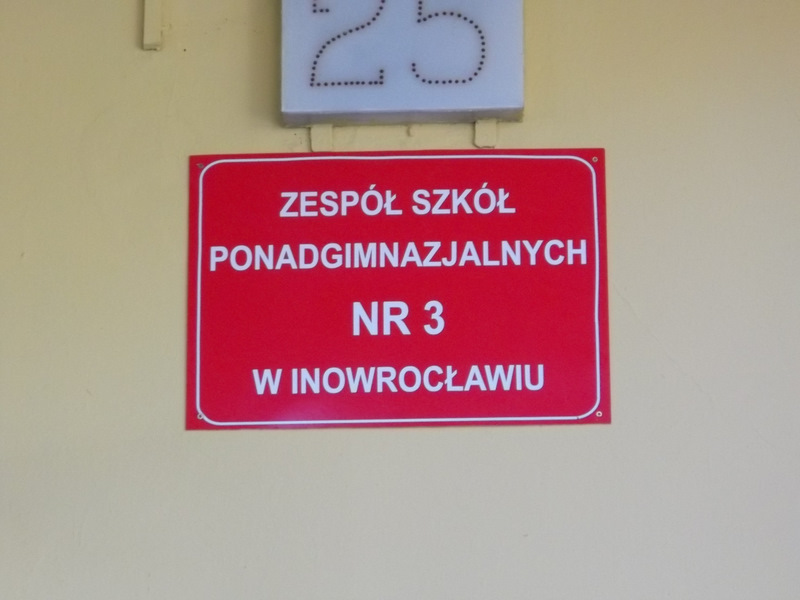 25
ZESPÓŁ SZKÓŁ
PONADGIMNAZJALNYCH
NR 3
W INOWROCŁAWIU